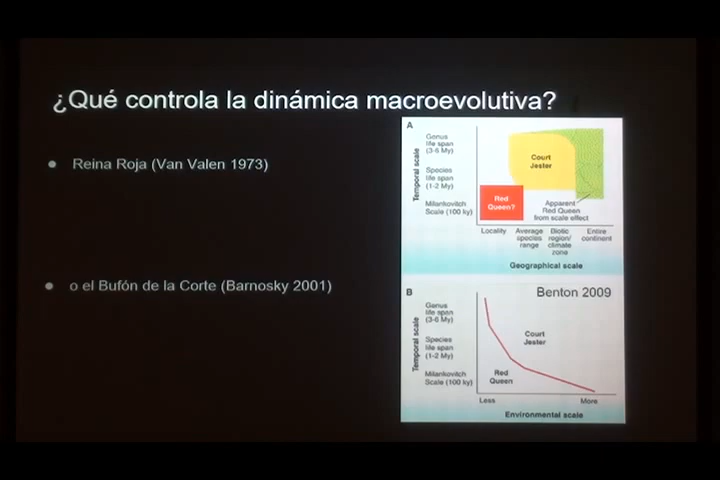 ¿Qué controla la dinámica macroevolutiva?
● Reina Roja (Van Valen 1973)
● o el Bufón de la Corte (Barnosky 2001)
A
Temporal scale
Genus
life span
(3-6 My)
Species
life span
(1-2 My)
Milankovitch
Scale (100 ky)
Court
Jester
Red
Queen?
Apparent
Red Queen
from scale effect
Locality
Average
species
range
Biotic
region/
climate
zone
Entire
continent
Geographical scale
B
Benton 2009
Temporal scale
Genus
life span
(3-6 My)
Species
life span
(1-2 My)
Milankovitch
Scale (100 ky)
Court
Jester
Red
Queen
Less
More
Environmental scale